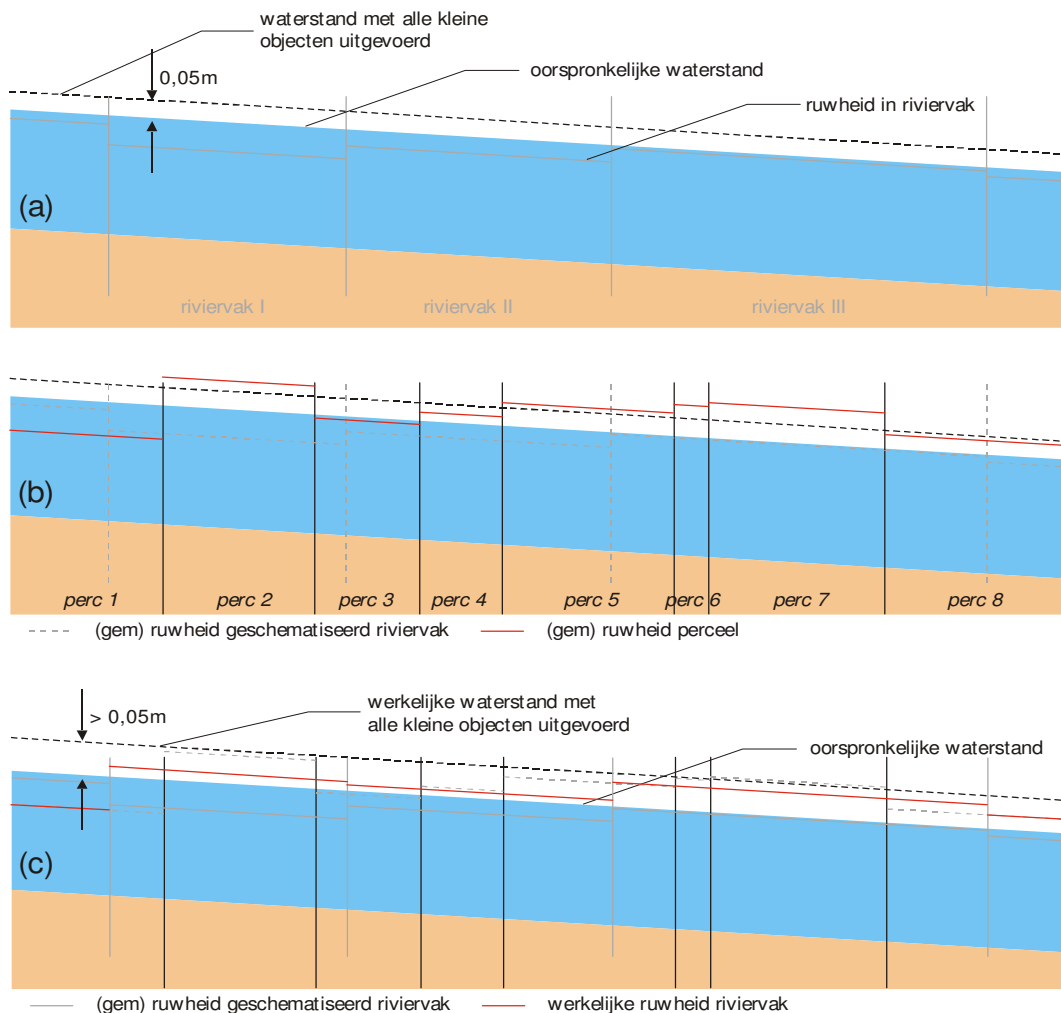 waterstand met alle kleine
objecten uitgevoerd
0,05m
oorspronkelijke waterstand
ruwheid in riviervak
(a)
riviervak I
riviervak II
riviervak III
(b)
perc 1
perc 2
perc 3
perc 4
perc 5
perc 6
perc 7
perc 8
(gem) ruwheid geschematiseerd riviervak
(gem) ruwheid perceel
werkelijke waterstand met
alle kleine objecten uitgevoerd
> 0,05m
oorspronkelijke waterstand
(c)
(gem) ruwheid geschematiseerd riviervak
werkelijke ruwheid riviervak